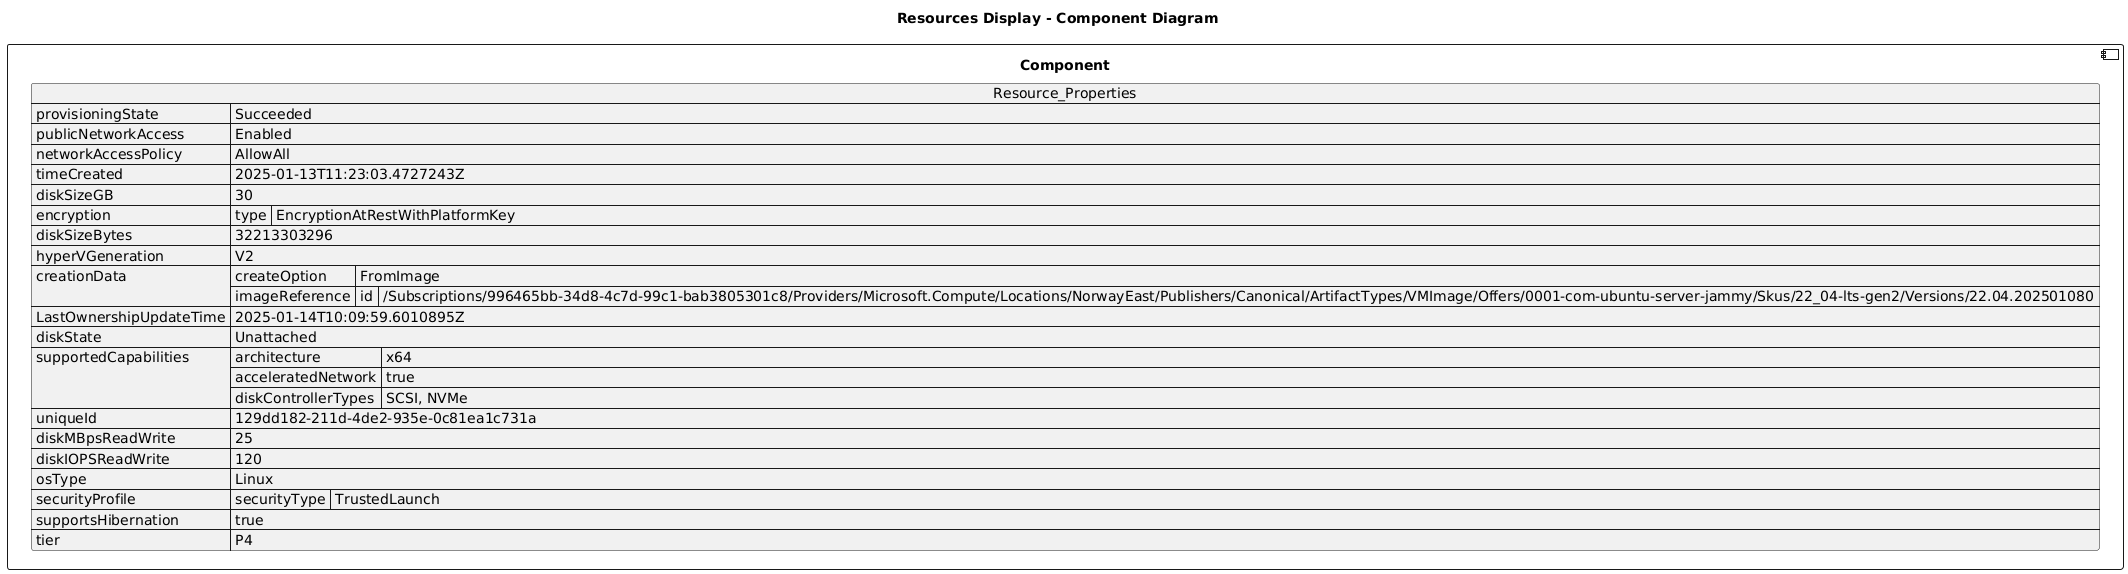 Resources Display - Component Diagram
Component
Resource_Properties
provisioningState Succeeded
publicNetworkAccess Enabled
networkAccessPolicy AllowAll
timeCreated 2025-01-13T11:23:03.4727243Z
diskSizeGB 30
encryption type EncryptionAtRestWithPlatformKey
diskSizeBytes 32213303296
hyperVGeneration V2
creationData createOption FromImage
imageReference id /Subscriptions/996465bb-34d8-4c7d-99c1-bab3805301c8/Providers/Microsoft.Compute/Locations/NorwayEast/Publishers/Canonical/ArtifactTypes/VMImage/Offers/0001-com-ubuntu-server-jammy/Skus/22_04-lts-gen2/Versions/22.04.202501080
LastOwnershipUpdateTime 2025-01-14T10:09:59.6010895Z
diskState Unattached
supportedCapabilities architecture x64
acceleratedNetwork true
diskControllerTypes SCSI, NVMe
uniqueId 129dd182-211d-4de2-935e-0c81ea1c731a
diskMBpsReadWrite 25
diskIOPSReadWrite 120
osType Linux
securityProfile securityType TrustedLaunch
supportsHibernation true
tier P4